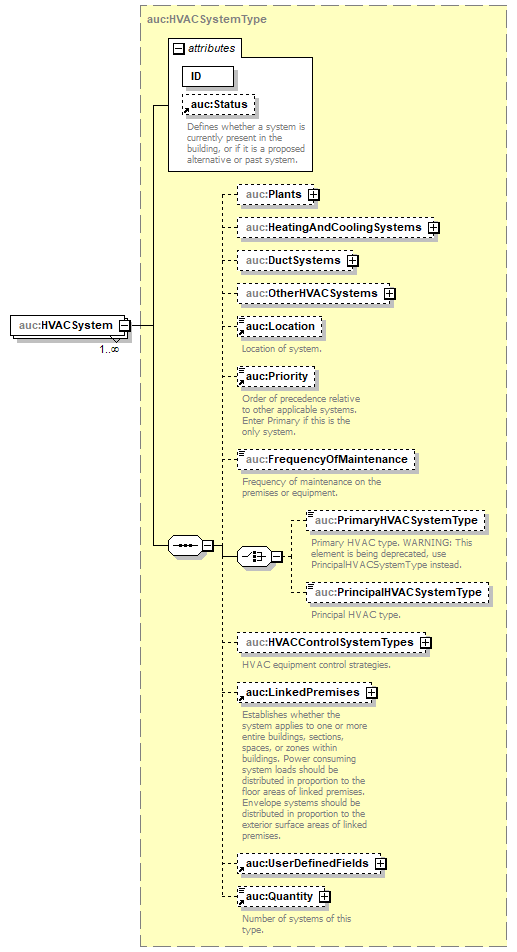 auc:HVACSystemType
attributes
ID
auc:Status
Defines whether a system is
currently present in the
building, or if it is a proposed
alternative or past system.
auc:Plants
auc:HeatingAndCoolingSystems
auc:DuctSystems
auc:OtherHVACSystems
auc:HVACSystem
1..∞
auc:Location
Location of system.
auc:Priority
Order of precedence relative
to other applicable systems.
Enter Primary if this is the
only system.
auc:FrequencyOfMaintenance
Frequency of maintenance on the
premises or equipment.
auc:PrimaryHVACSystemType
Primary HVAC type. WARNING: This
element is being deprecated, use
PrincipalHVACSystemType instead.
auc:PrincipalHVACSystemType
Principal HVAC type.
auc:HVACControlSystemTypes
HVAC equipment control strategies.
auc:LinkedPremises
Establishes whether the
system applies to one or more
entire buildings, sections,
spaces, or zones within
buildings. Power consuming
system loads should be
distributed in proportion to the
floor areas of linked premises.
Envelope systems should be
distributed in proportion to the
exterior surface areas of linked
premises.
auc:UserDefinedFields
auc:Quantity
Number of systems of this
type.